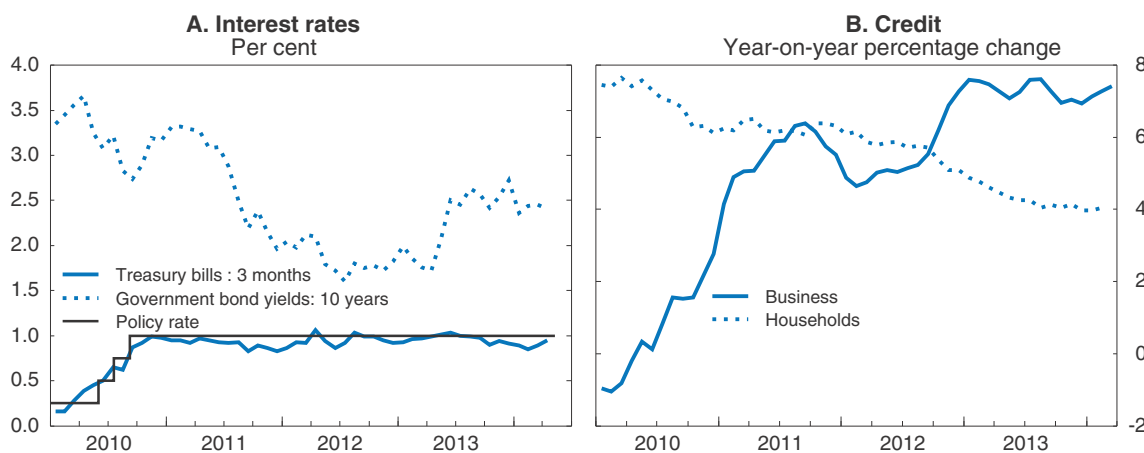 A. Interest rates
Per cent
4.0
3.5
3.0
2.5
2.0
1.5
1.0
0.5
0.0
Treasury bills : 3 months
Government bond yields: 10 years
Policy rate
2010 2011 2012 2013
B. Credit
Year-on-year percentage change
8
6
4
2
0
-2
Business
Households
2010 2011 2012 2013